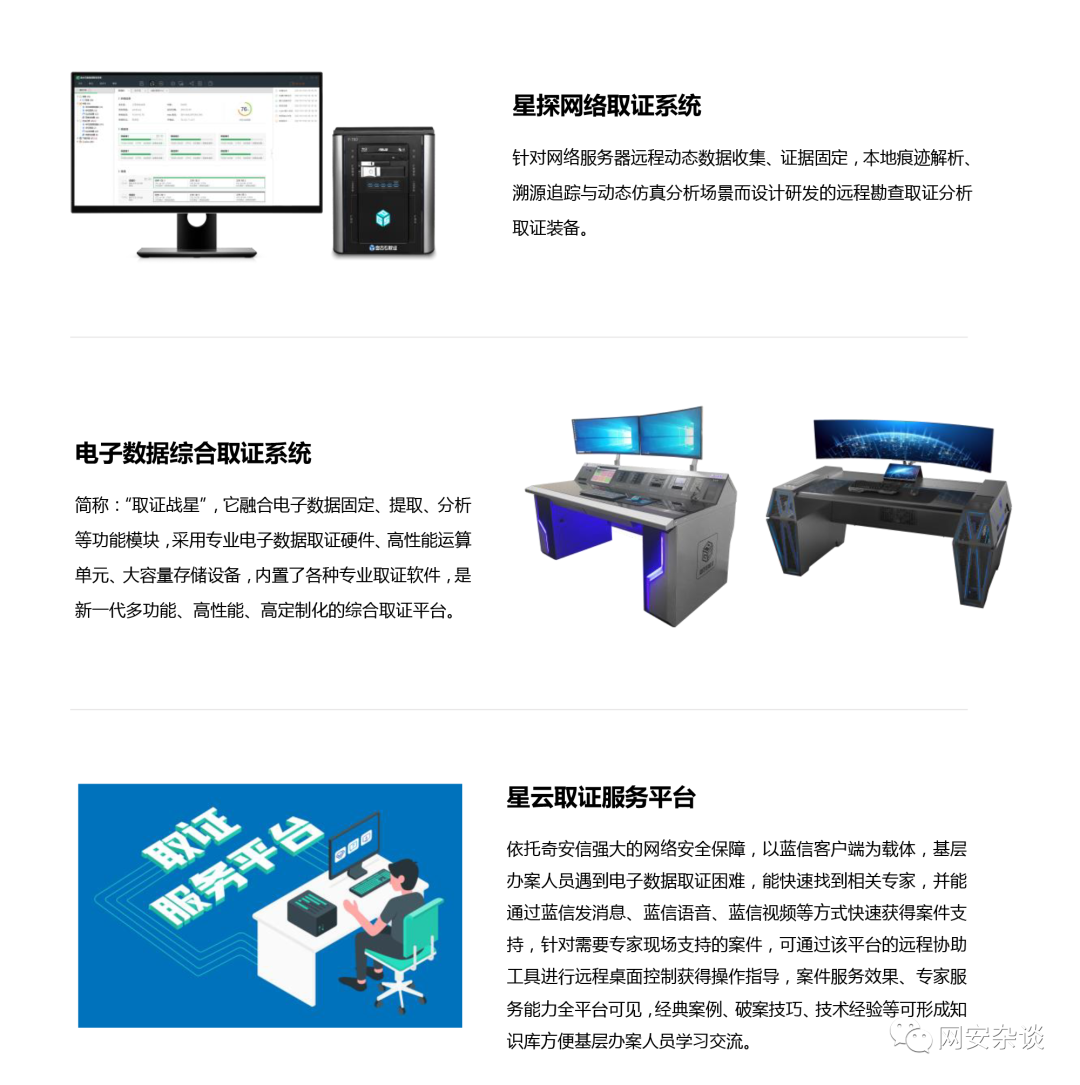 星探网络取证系统
针对网络服务器远程动态数据收集、证据固定，本地痕迹解析、
溯源追踪与动态仿真分析场景而设计研发的远程勘查取证分析
取证装备。
76
电子数据综合取证系统
简称：“取证战星”，它融合电子数据固定、提取、分析
等功能模块，采用专业电子数据取证硬件、高性能运算
单元、大容量存储设备，内置了各种专业取证软件，是
新一代多功能、高性能、高定制化的综合取证平台。
取证
服务平台
星云取证服务平台
依托奇安信强大的网络安全保障，以蓝信客户端为载体，基层
办案人员遇到电子数据取证困难，能快速找到相关专家，并能
通过蓝信发消息、蓝信语音、蓝信视频等方式快速获得案件支
持，针对需要专家现场支持的案件，可通过该平台的远程协助
工具进行远程桌面控制获得操作指导，案件服务效果、专家服
务能力全平台可见，经典案例、破案技巧、技术经验等可形成知
识库方便基层办案人员学习交流。
网安杂谈